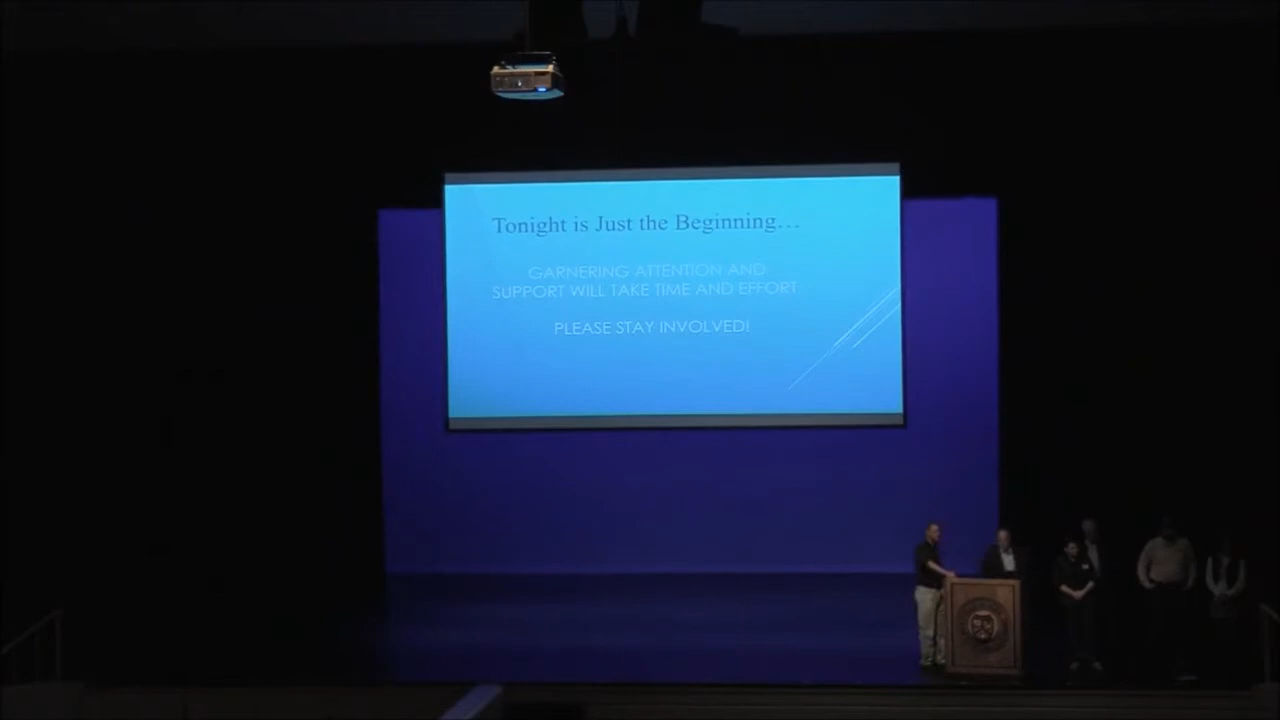 Tonight is Just the Beginning...
GARNERING ATTENTION AND
SUPPORT WILL TAKE TIME AND EFFORT
PLEASE STAY INVOLVED!